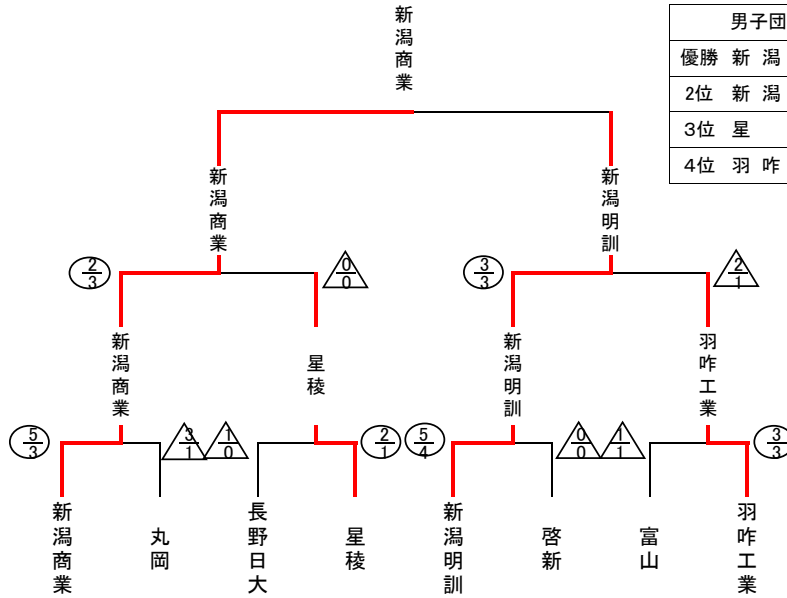 新潟商業
男子団
優勝 新 潟
2位 新 潟
3位 星
4位 羽 咋
新潟商業
新潟明訓
2
3
0
0
3
3
2
1
新潟商業
星稜
新潟明訓
羽咋工業
5
3
3
1
1
0
2
1
5
4
0
0
1
1
3
3
新潟商業
丸岡
長野日大
星稜
新潟明訓
啓新
富山
羽咋工業